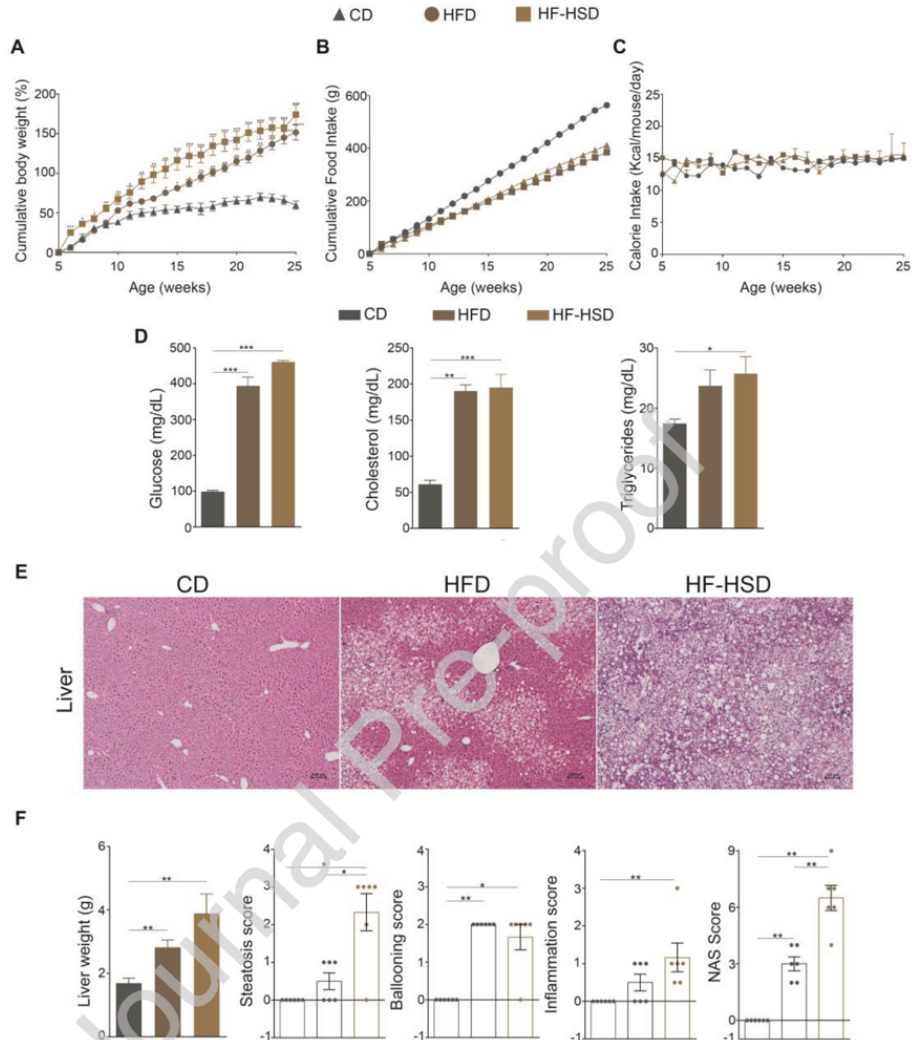 CD HFD HF-HSD
A
Cumulative body weight (%)
200
150
100
50
0
5 10 15 20 25
Age (weeks)
B
Cumulative Food Intake (g)
600
400
200
0
5 10 15 20 25
Age (weeks)
C
Calorie Intake (Kcal/mouse/day)
25
20
15
10
5
0
5 10 15 20 25
Age (weeks)
CD HFD HF-HSD
D
Glucose (mg/dL)
500
400
300
200
100
0
***
***
Cholesterol (mg/dL)
200
150
100
50
0
***
**
Triglycerides (mg/dL)
30
20
10
0
*
E
CD HFD HF-HSD
Liver
F
Liver weight (g)
6
4
2
0
**
**
Steatosis score
4
3
2
1
0
-1
*
*
Ballooning score
4
3
2
1
0
-1
*
**
Inflammation score
4
3
2
1
0
-1
**
NAS Score
9
6
3
0
-1
**
**
**
Journal Pre-proof